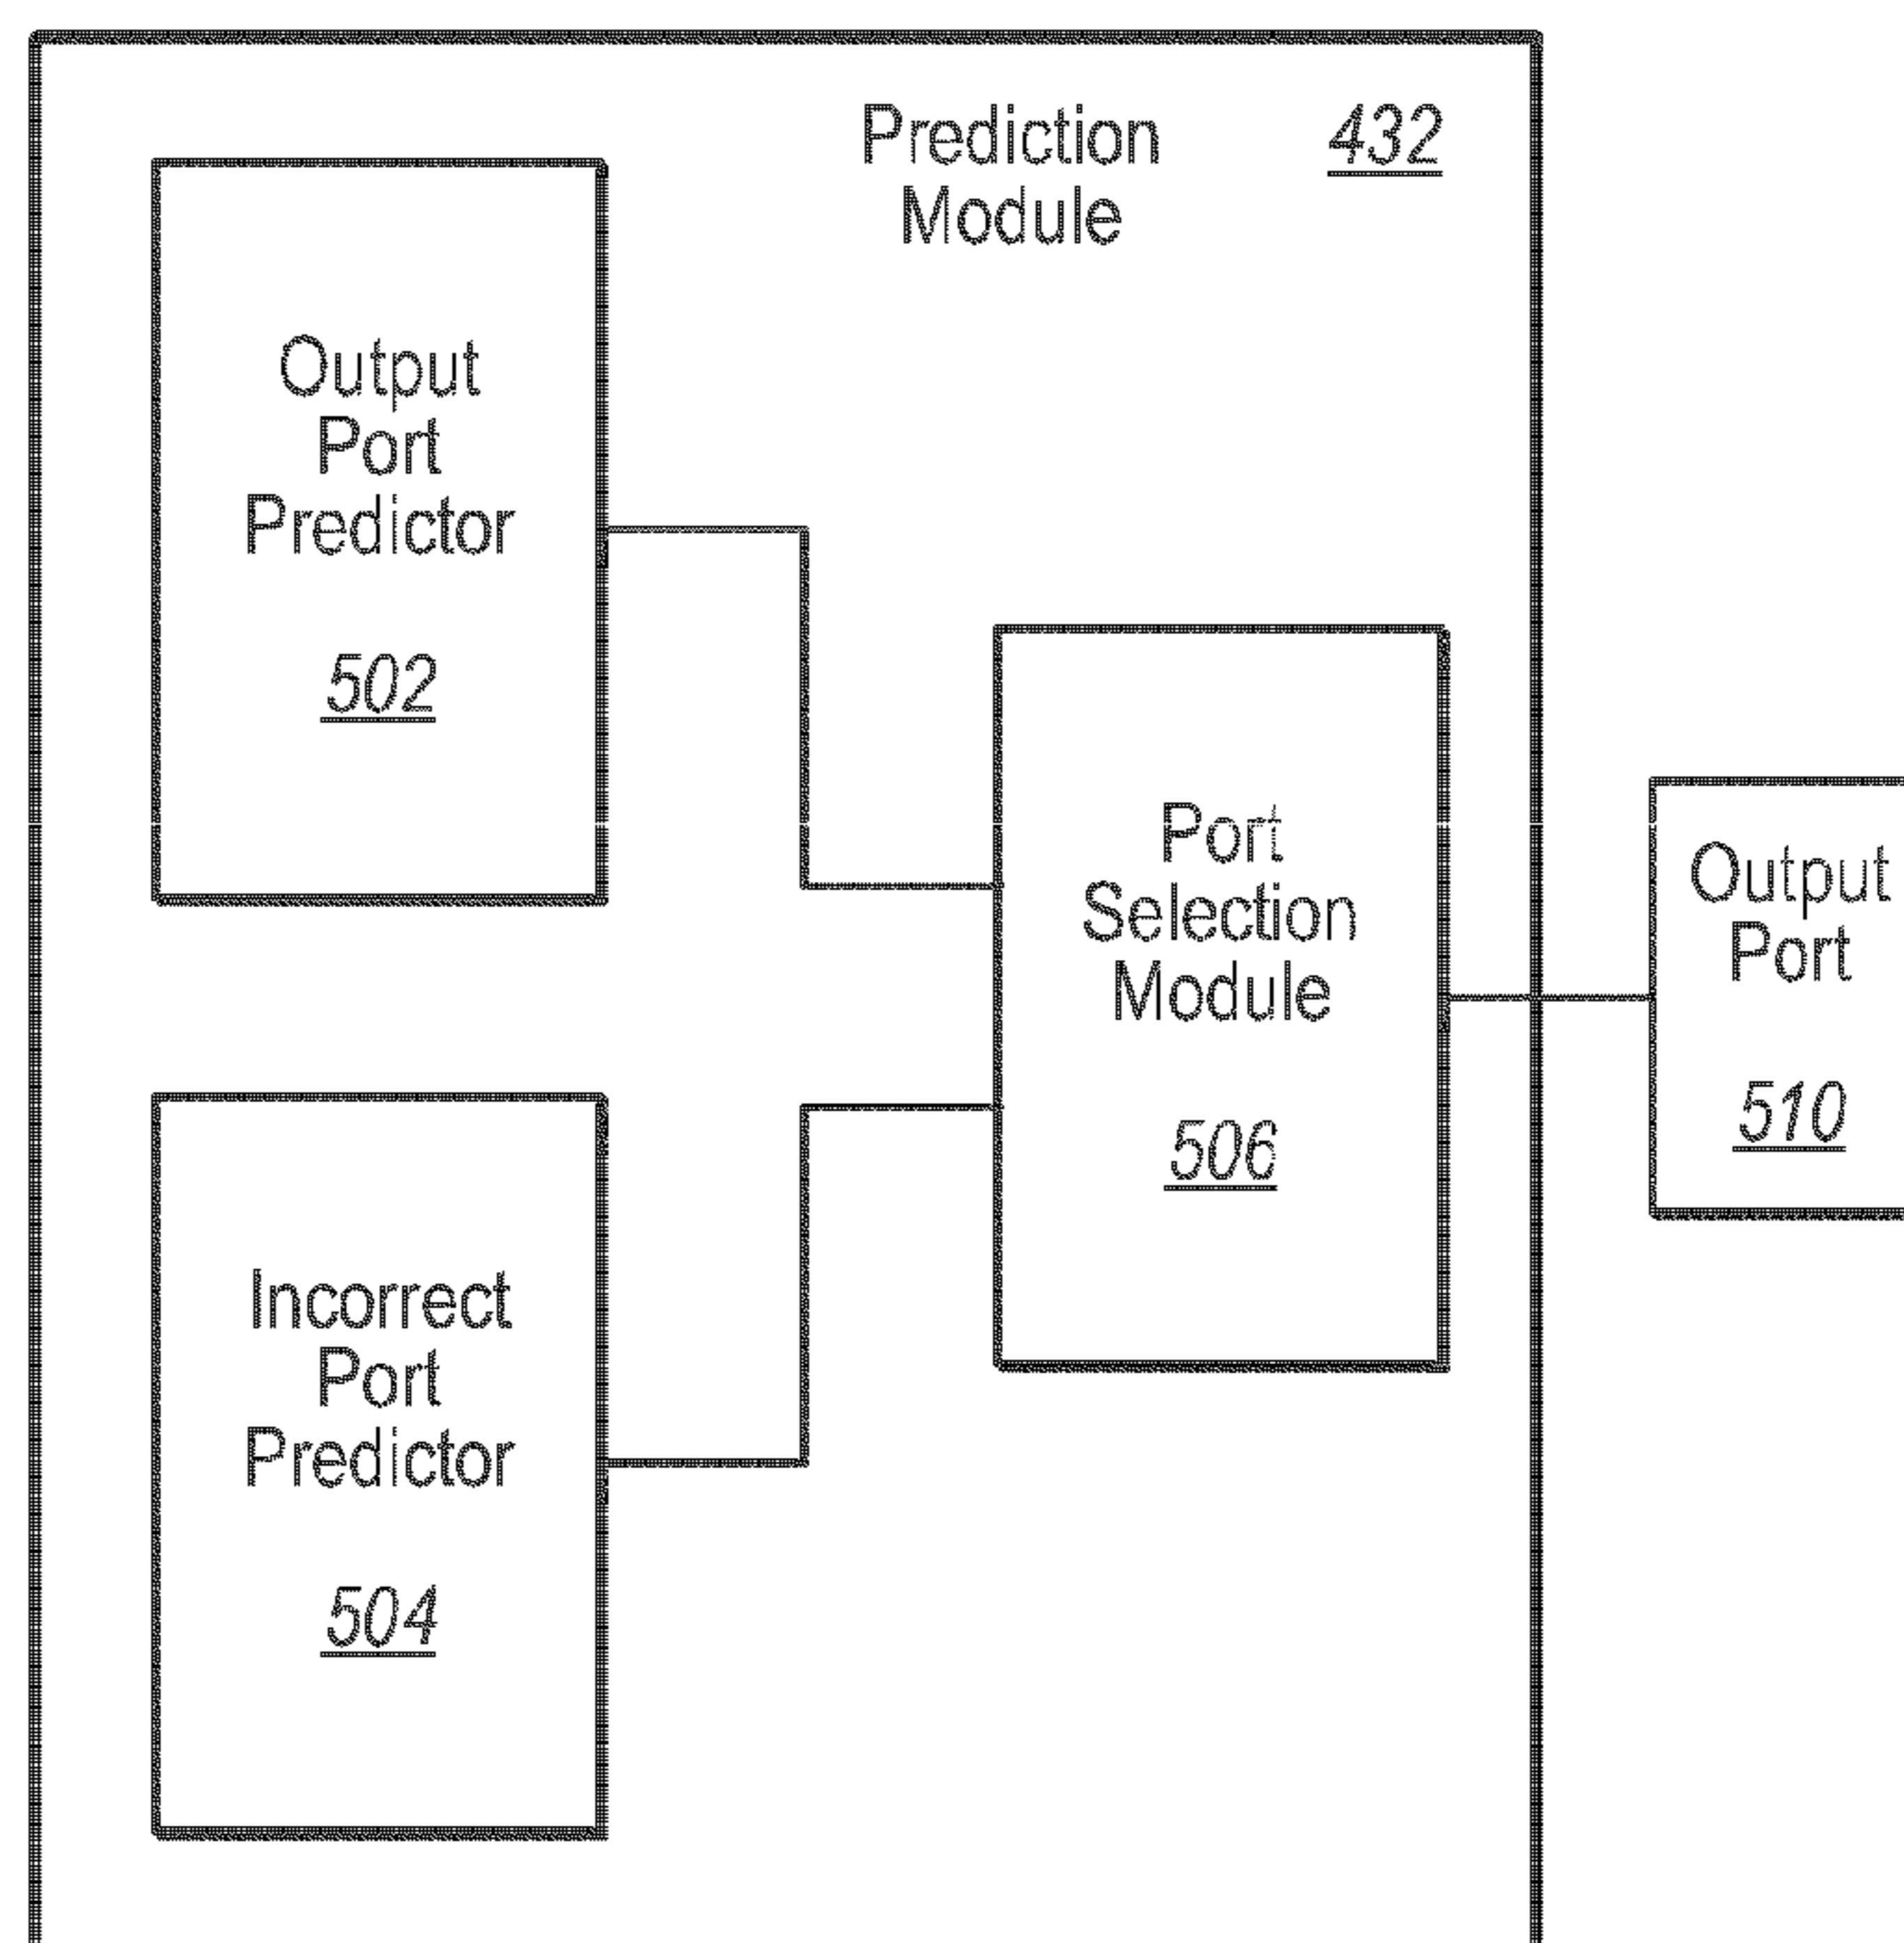 Prediction
Module
432
Output
Port
Predictor
502
Port
Selection
Module
506
Output
Port
510
Incorrect
Port
Predictor
504